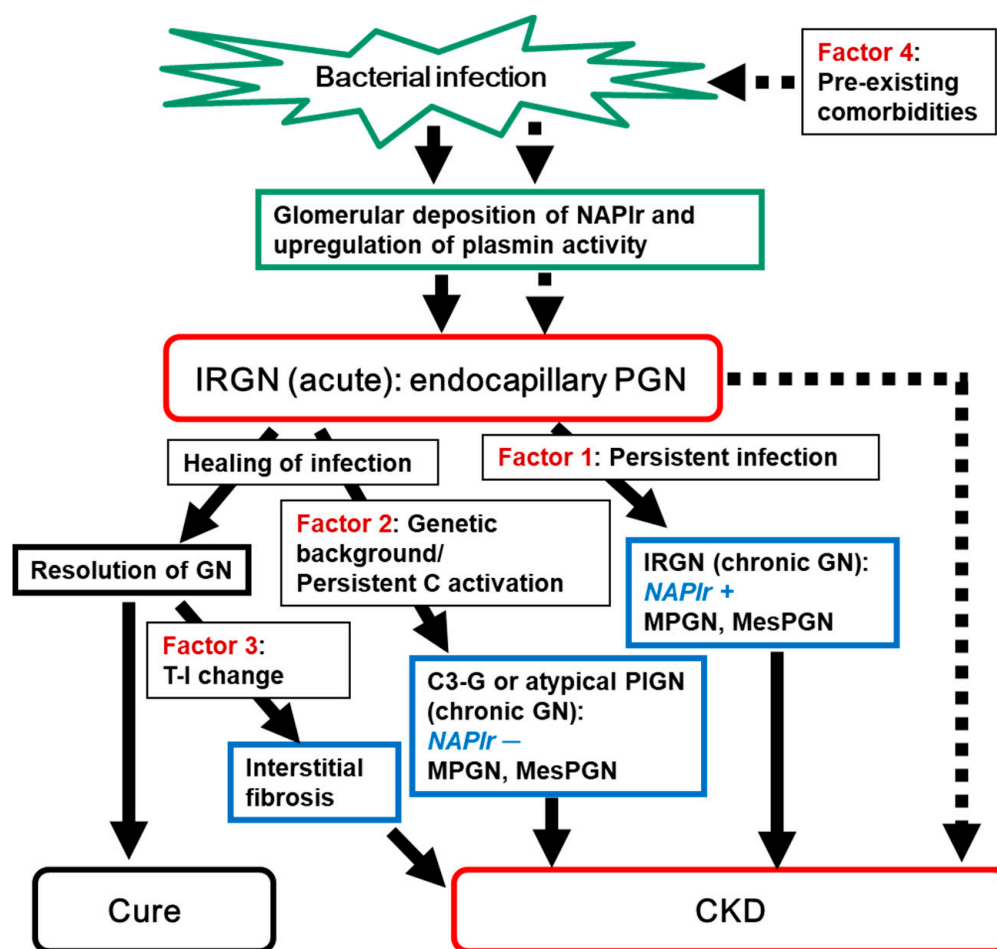 Bacterial infection
Factor 4:
Pre-existing
comorbidities
Glomerular deposition of NAPlr and
upregulation of plasmin activity
IRGN (acute): endocapillary PGN
Healing of infection
Factor 1: Persistent infection
Factor 2: Genetic
background/
Persistent C activation
Resolution of GN
IRGN (chronic GN):
NAPlr +
MPGN, MesPGN
Factor 3:
T-I change
C3-G or atypical PIGN
(chronic GN):
NAPlr －
MPGN, MesPGN
Interstitial
fibrosis
Cure
CKD